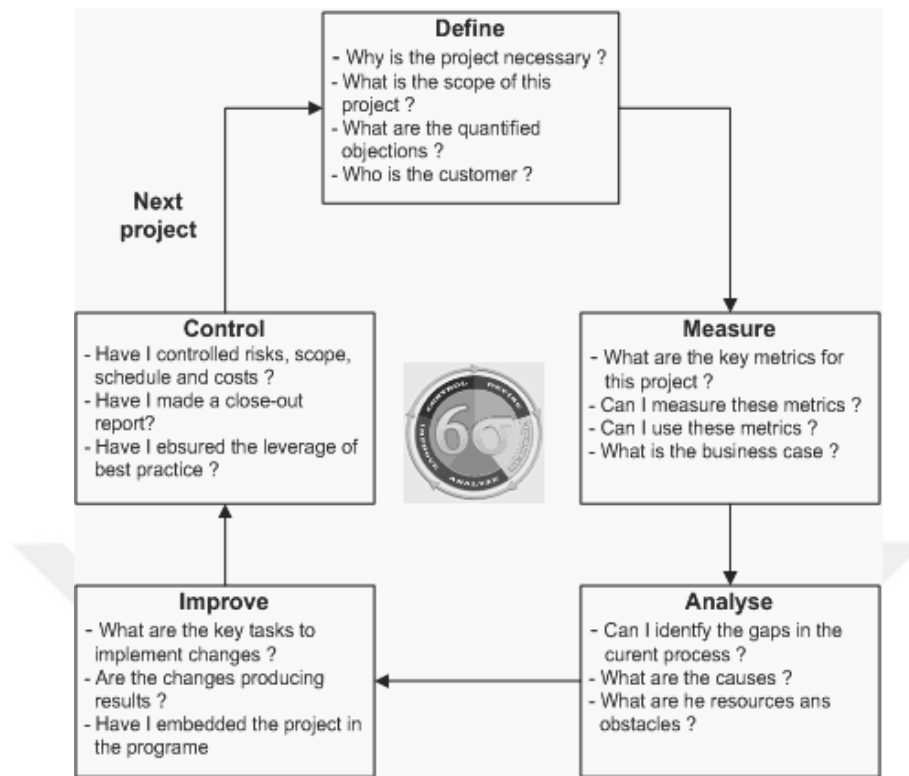 Define
- Why is the project necessary ?
- What is the scope of this
project ?
- What are the quantified
objections ?
- Who is the customer ?
Next
project
Control
- Have I controlled risks, scope,
schedule and costs ?
- Have I made a close-out
report?
- Have I ebsured the leverage of
best practice ?
Measure
- What are the key metrics for
this project ?
- Can I measure these metrics ?
- Can I use these metrics ?
- What is the business case ?
CONTROL
DEFINE
MEASURE
ANALYZE
IMPROVE
6σ
Improve
- What are the key tasks to
implement changes ?
- Are the changes producing
results ?
- Have I embedded the project in
the programe
Analyse
- Can I identfy the gaps in the
curent process ?
- What are the causes ?
- What are he resources ans
obstacles ?